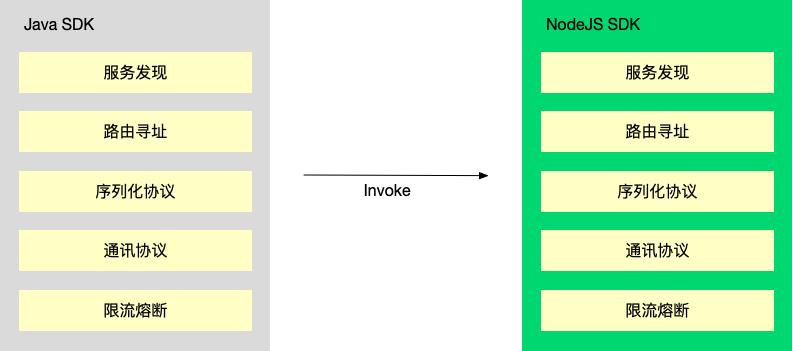 Java SDK
服务发现
路由寻址
序列化协议
通讯协议
限流熔断
Invoke
NodeJS SDK
服务发现
路由寻址
序列化协议
通讯协议
限流熔断